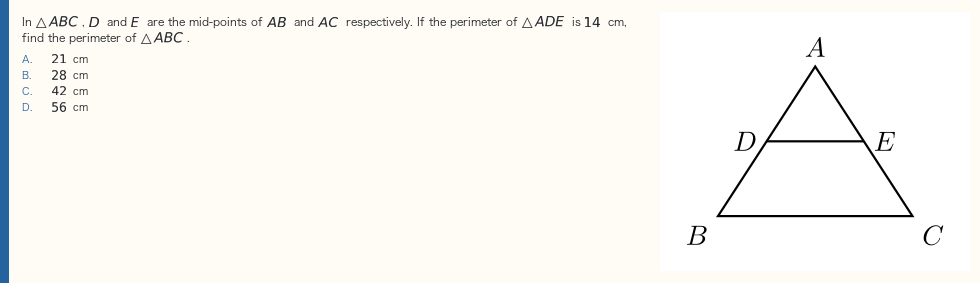 In △ABC, D and E are the mid-points of AB and AC respectively. If the perimeter of △ADE is 14 cm,
find the perimeter of △ABC.
A. 21 cm
B. 28 cm
C. 42 cm
D. 56 cm
A
D E
B C